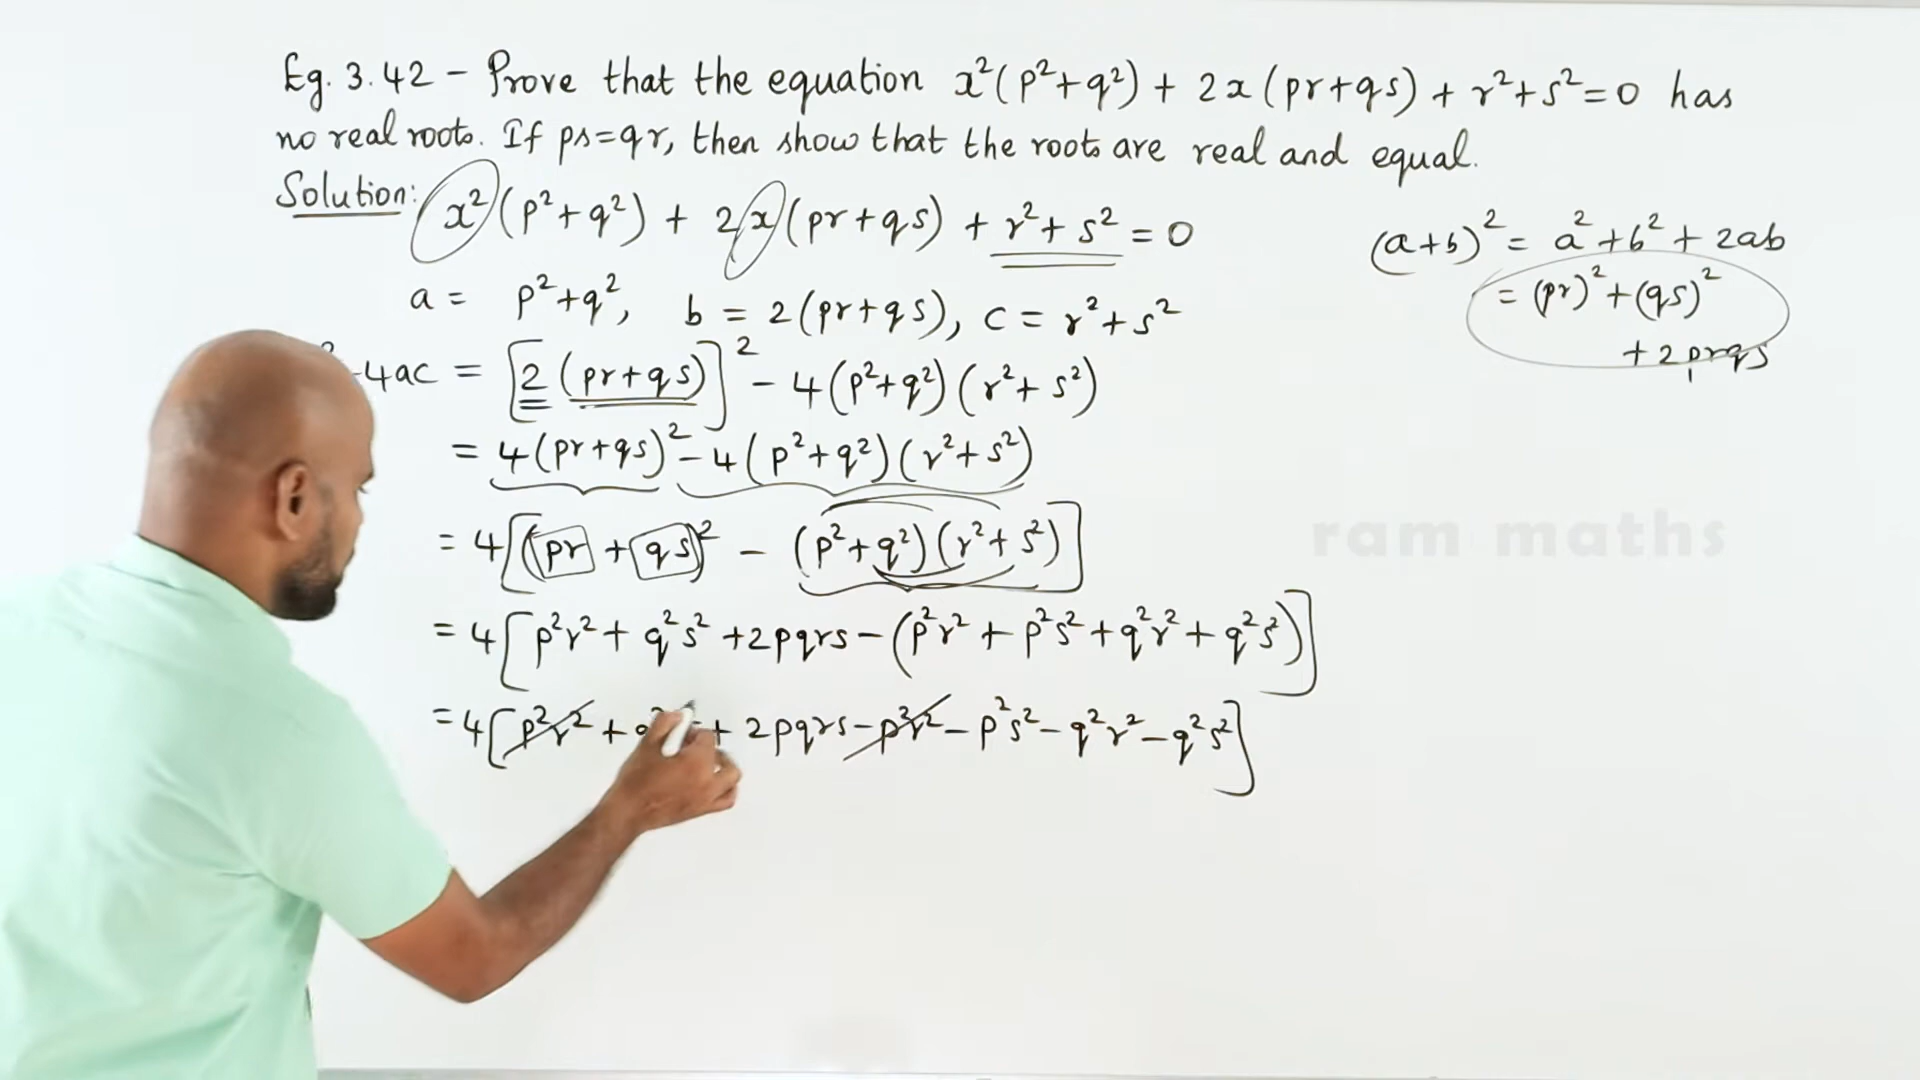 Eg. 3.42 - Prove that the equation x²(p²+q²) + 2x(pr+qs) + r²+s²=0 has
no real roots. If ps=qr, then show that the roots are real and equal.
Solution: x²(p²+q²) + 2x(pr+qs) + r²+s² = 0
a = p²+q², b = 2(pr+qs), c = r²+s²
-4ac = [2(pr+qs)]² - 4(p²+q²)(r²+s²)
= 4(pr+qs)² - 4(p²+q²)(r²+s²)
= 4[(pr+qs)² - (p²+q²)(r²+s²)]
= 4[p²r² + q²s² + 2pqrs - (p²r² + p²s² + q²r² + q²s²)]
= 4[p²r² + + 2pqrs - p²r² - p²s² - q²r² - q²s²]
(a+b)² = a²+b²+2ab
= (pr)²+(qs)²
+2prqs
ram maths